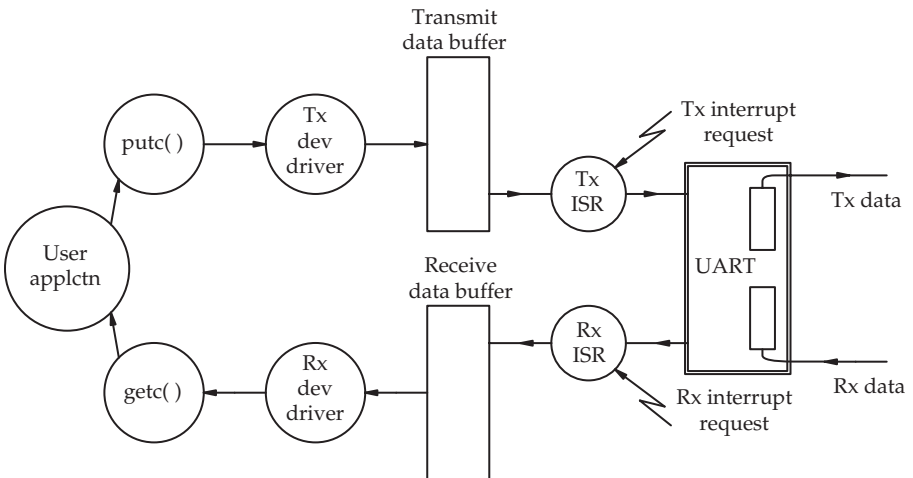 Transmit
data buffer
putc( )
Tx
dev
driver
Tx interrupt
request
Tx
ISR
Tx data
User
applctn
UART
Receive
data buffer
getc( )
Rx
dev
driver
Rx
ISR
Rx data
Rx interrupt
request